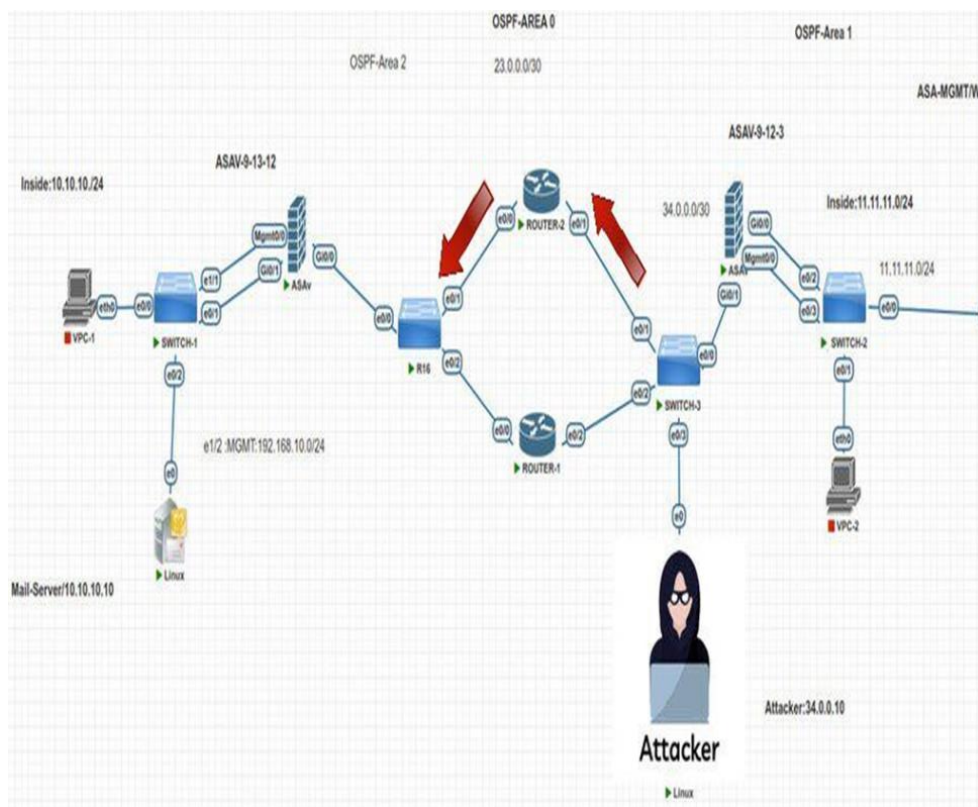 OSPF-AREA 0
OSPF-Area 1
OSPF-Area 2
23.0.0.0/30
ASA-MGMT/W
ASAV-9-12-3
ASAV-9-13-12
Inside:10.10.10./24
34.0.0.0/30
Inside:11.11.11.0/24
e0/0
ROUTER-2
e0/1
Mgmt0/0
Gi0/1
ASAv
Gi0/0
Gi0/0
ASAv
Mgmt0/0
Gi0/1
11.11.11.0/24
e1/1
e0/1
eth0
e0/0
VPC-1
SWITCH-1
e0/0
e0/1
R16
e0/2
e0/1
e0/0
SWITCH-3
e0/2
e0/2
e0/3
e0/0
SWITCH-2
e0/2
e0/1
e0/0
e0/2
ROUTER-1
e0/3
e1/2 :MGMT:192.168.10.0/24
e0
eth0
VPC-2
e0
Linux
Mail-Server/10.10.10.10
Attacker:34.0.0.10
Attacker
Linux